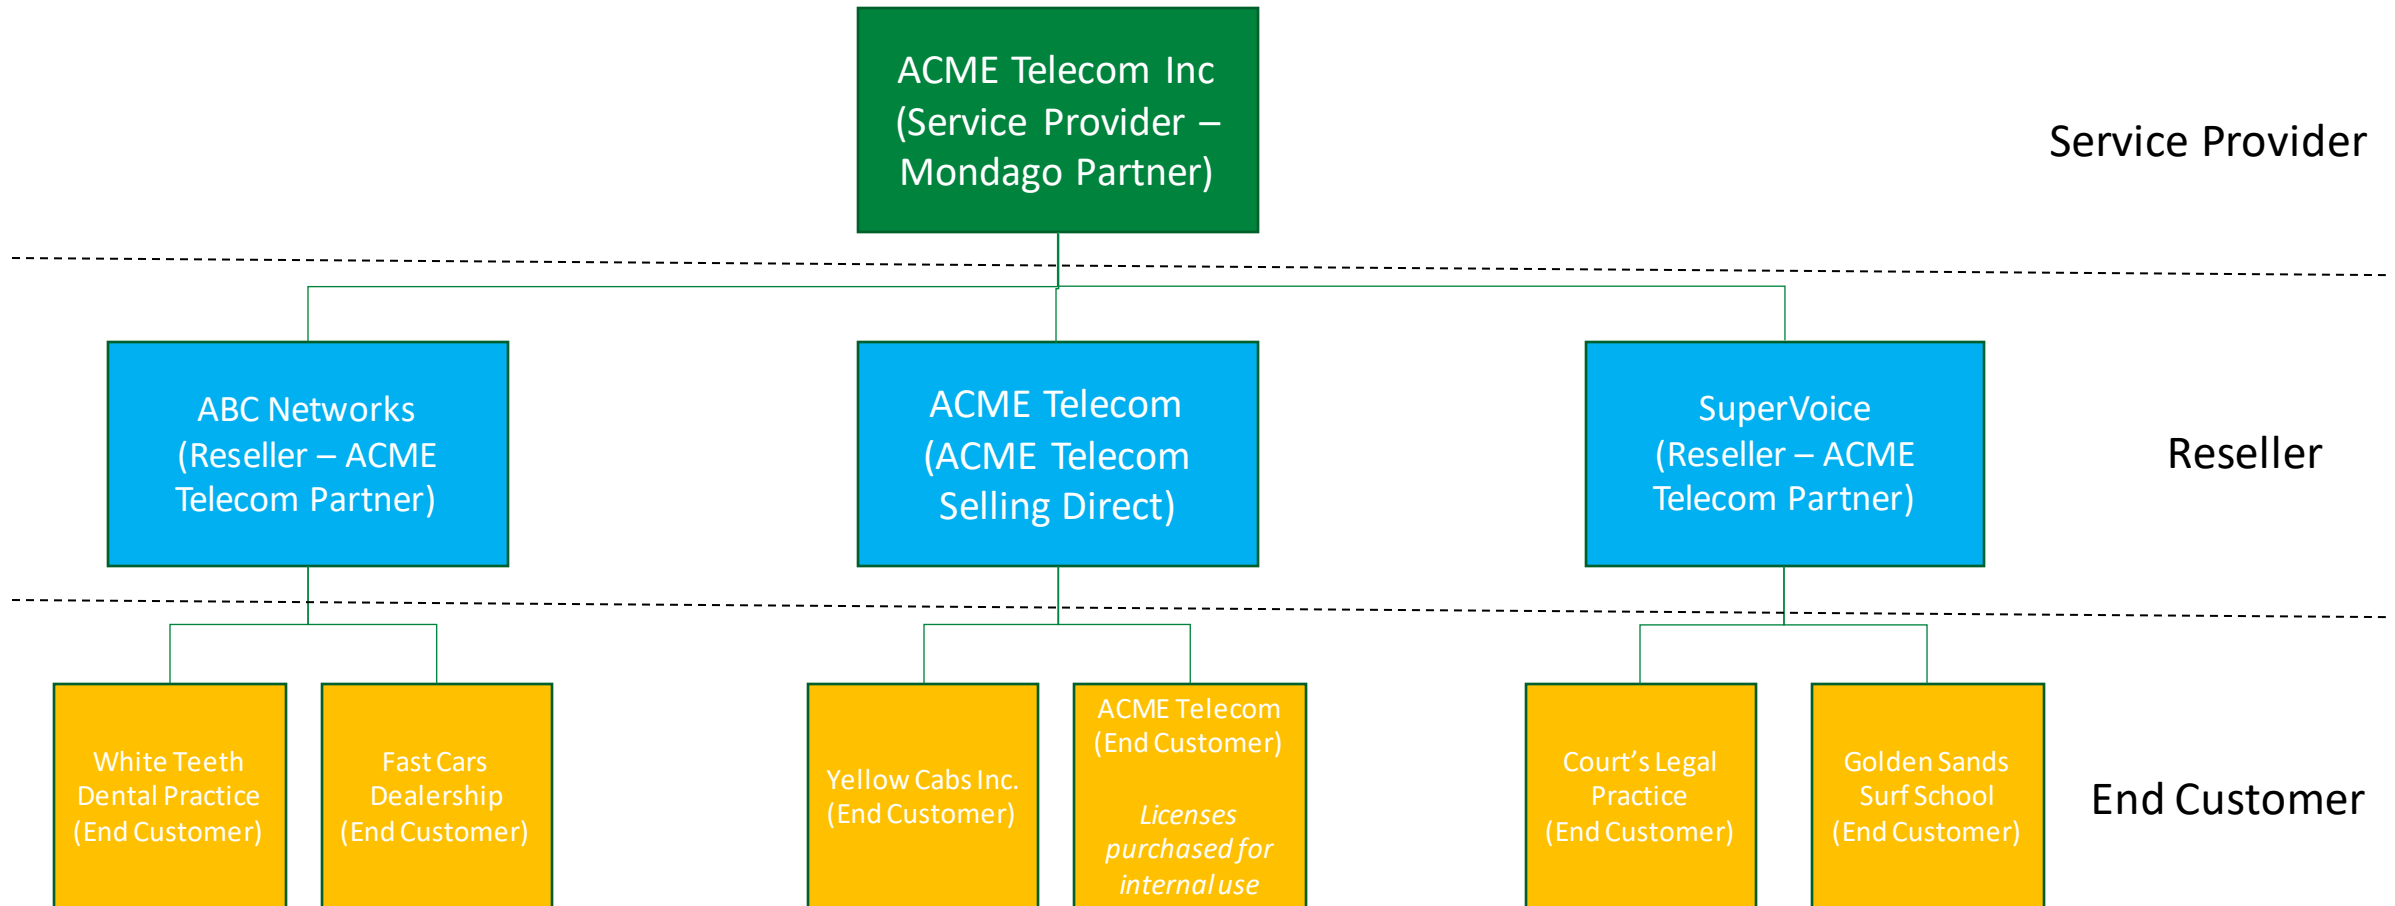 ACME Telecom Inc
(Service Provider –
Mondago Partner)
Service Provider
ABC Networks
(Reseller – ACME
Telecom Partner)
ACME Telecom
(ACME Telecom
Selling Direct)
SuperVoice
(Reseller – ACME
Telecom Partner)
Reseller
White Teeth
Dental Practice
(End Customer)
Fast Cars
Dealership
(End Customer)
Yellow Cabs Inc.
(End Customer)
ACME Telecom
(End Customer)
Licenses
purchased for
internal use
Court’s Legal
Practice
(End Customer)
Golden Sands
Surf School
(End Customer)
End Customer